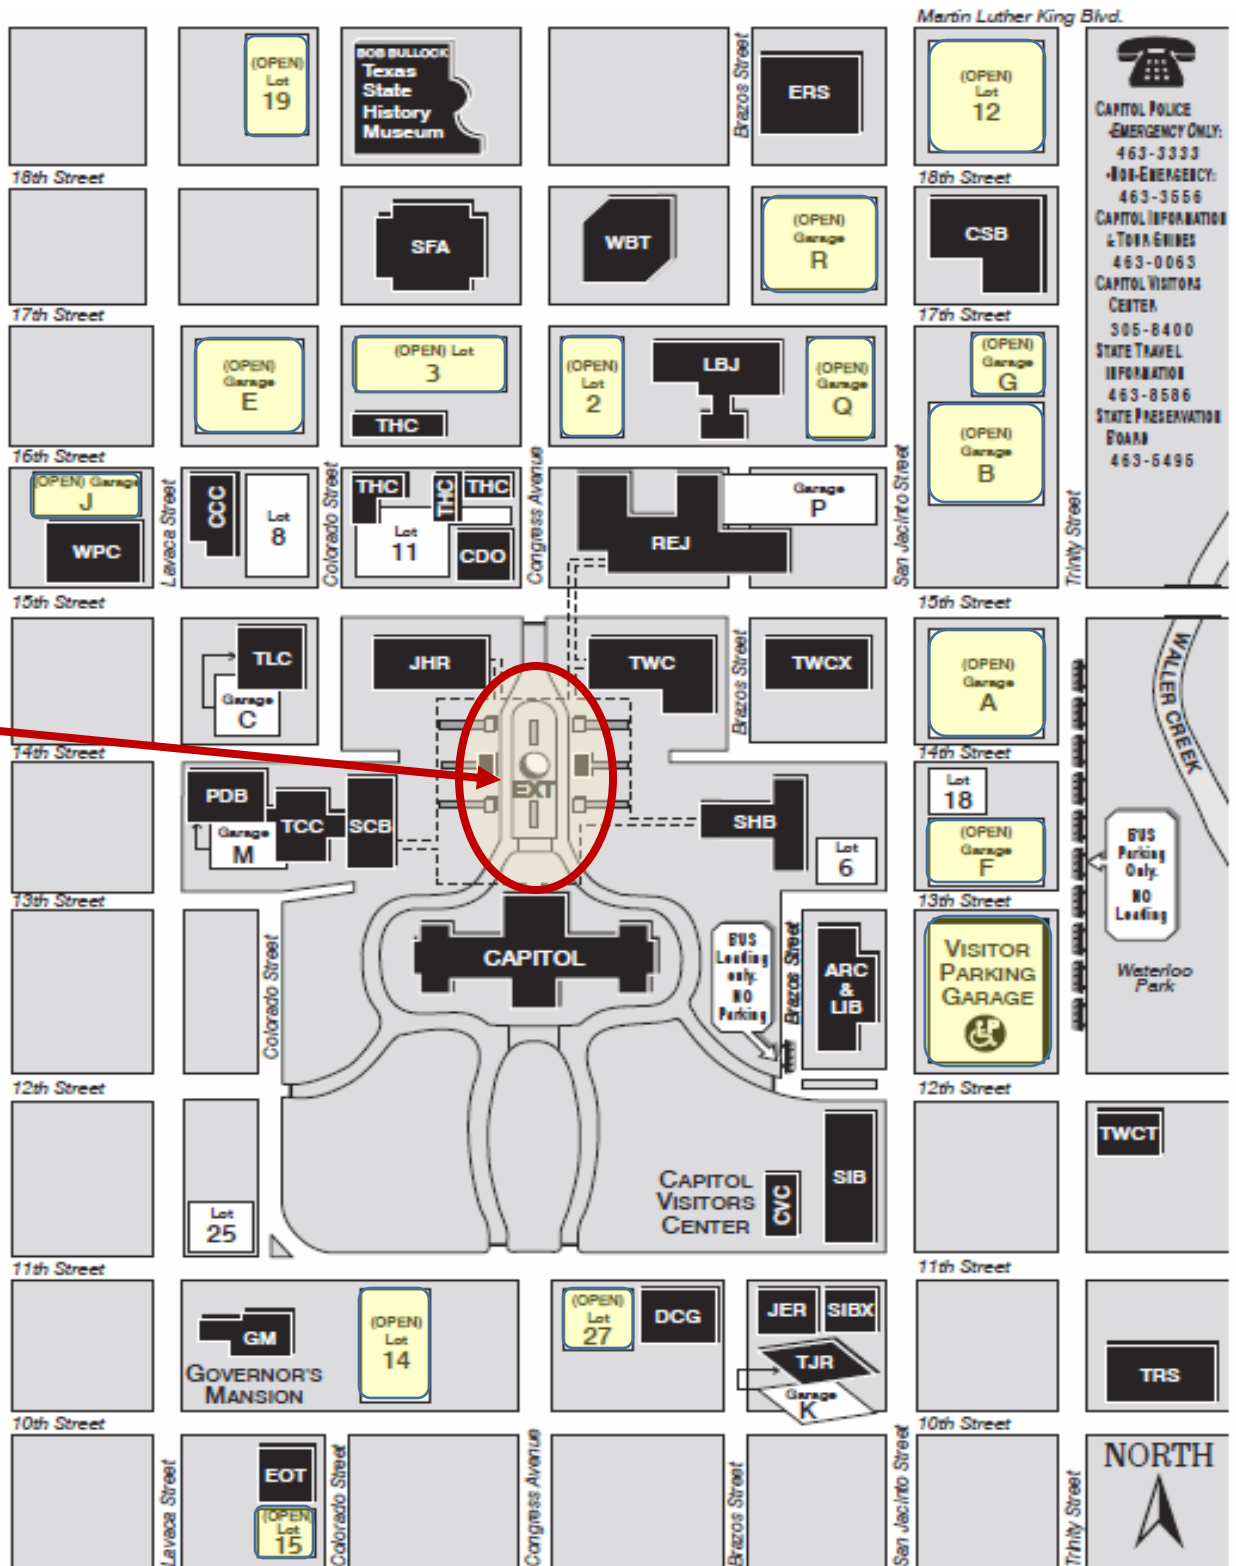 Martin Luther King Blvd.
(OPEN)
Lot
19
BOB BULLOCK
Texas
State
History
Museum
Brazos Street
ERS
(OPEN)
Lot
12
CAPITOL POLICE
•EMERGENCY ONLY:
463-3333
•NON-EMERGENCY:
463-3556
CAPITOL INFORMATION
& TOUR GUIDES
463-0063
CAPITOL VISITORS
CENTER
305-8400
STATE TRAVEL
INFORMATION
463-8586
STATE PRESERVATION
BOARD
463-5495
18th Street
18th Street
SFA
WBT
(OPEN)
Garage
R
CSB
17th Street
17th Street
(OPEN)
Garage
E
(OPEN) Lot
3
THC
(OPEN)
Lot
2
LBJ
(OPEN)
Garage
Q
(OPEN)
Garage
G
(OPEN)
Garage
B
16th Street
(OPEN) Garage
J
WPC
Lavaca Street
CCC
Lot
8
Colorado Street
THC
THC
THC
Lot
11
CDO
Congress Avenue
REJ
Garage
P
San Jacinto Street
Trinity Street
15th Street
15th Street
TLC
Garage
C
JHR
TWC
Brazos Street
TWCX
(OPEN)
Garage
A
WALLER CREEK
14th Street
14th Street
EXT
PDB
Garage
M
TCC
SCB
SHB
Lot
6
Lot
18
(OPEN)
Garage
F
BUS
Parking
Only.
NO
Loading
13th Street
13th Street
Colorado Street
CAPITOL
BUS
Loading
only.
NO
Parking
Brazos Street
ARC
&
LIB
VISITOR
PARKING
GARAGE
Waterloo
Park
12th Street
12th Street
TWCT
Lot
25
CAPITOL
VISITORS
CENTER
CVC
SIB
11th Street
11th Street
GM
GOVERNOR'S
MANSION
(OPEN)
Lot
14
(OPEN)
Lot
27
DCG
JER
SIBX
TJR
Garage
K
TRS
10th Street
10th Street
Lavaca Street
EOT
(OPEN)
Lot
15
Colorado Street
Congress Avenue
Brazos Street
San Jacinto Street
Trinity Street
NORTH